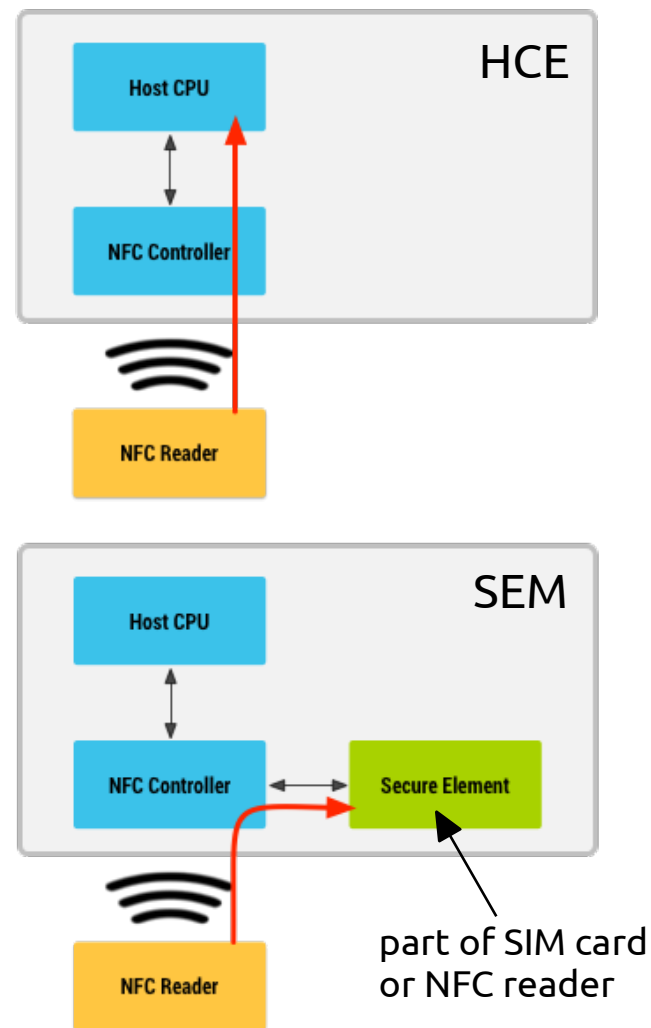 HCE
Host CPU
NFC Controller
NFC Reader
SEM
Host CPU
NFC Controller
Secure Element
part of SIM card
or NFC reader
NFC Reader